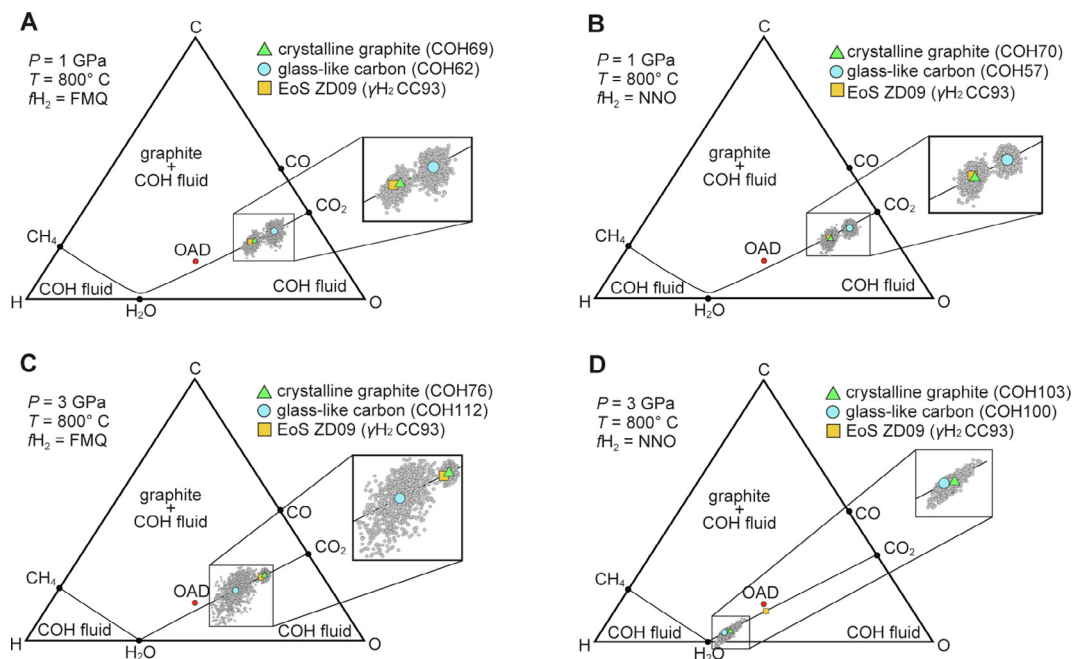 A
C
P = 1 GPa
T = 800° C
fH₂ = FMQ
crystalline graphite (COH69)
glass-like carbon (COH62)
EoS ZD09 (γH₂ CC93)
graphite
+
COH fluid
CO
CO₂
CH₄
OAD
H
COH fluid
COH fluid
O
H₂O
B
C
P = 1 GPa
T = 800° C
fH₂ = NNO
crystalline graphite (COH70)
glass-like carbon (COH57)
EoS ZD09 (γH₂ CC93)
graphite
+
COH fluid
CO
CO₂
CH₄
OAD
H
COH fluid
COH fluid
O
H₂O
C
C
P = 3 GPa
T = 800° C
fH₂ = FMQ
crystalline graphite (COH76)
glass-like carbon (COH112)
EoS ZD09 (γH₂ CC93)
graphite
+
COH fluid
CO
CO₂
CH₄
OAD
H
COH fluid
COH fluid
O
H₂O
D
C
P = 3 GPa
T = 800° C
fH₂ = NNO
crystalline graphite (COH103)
glass-like carbon (COH100)
EoS ZD09 (γH₂ CC93)
graphite
+
COH fluid
CO
CO₂
CH₄
OAD
H
COH fluid
COH fluid
O
H₂O